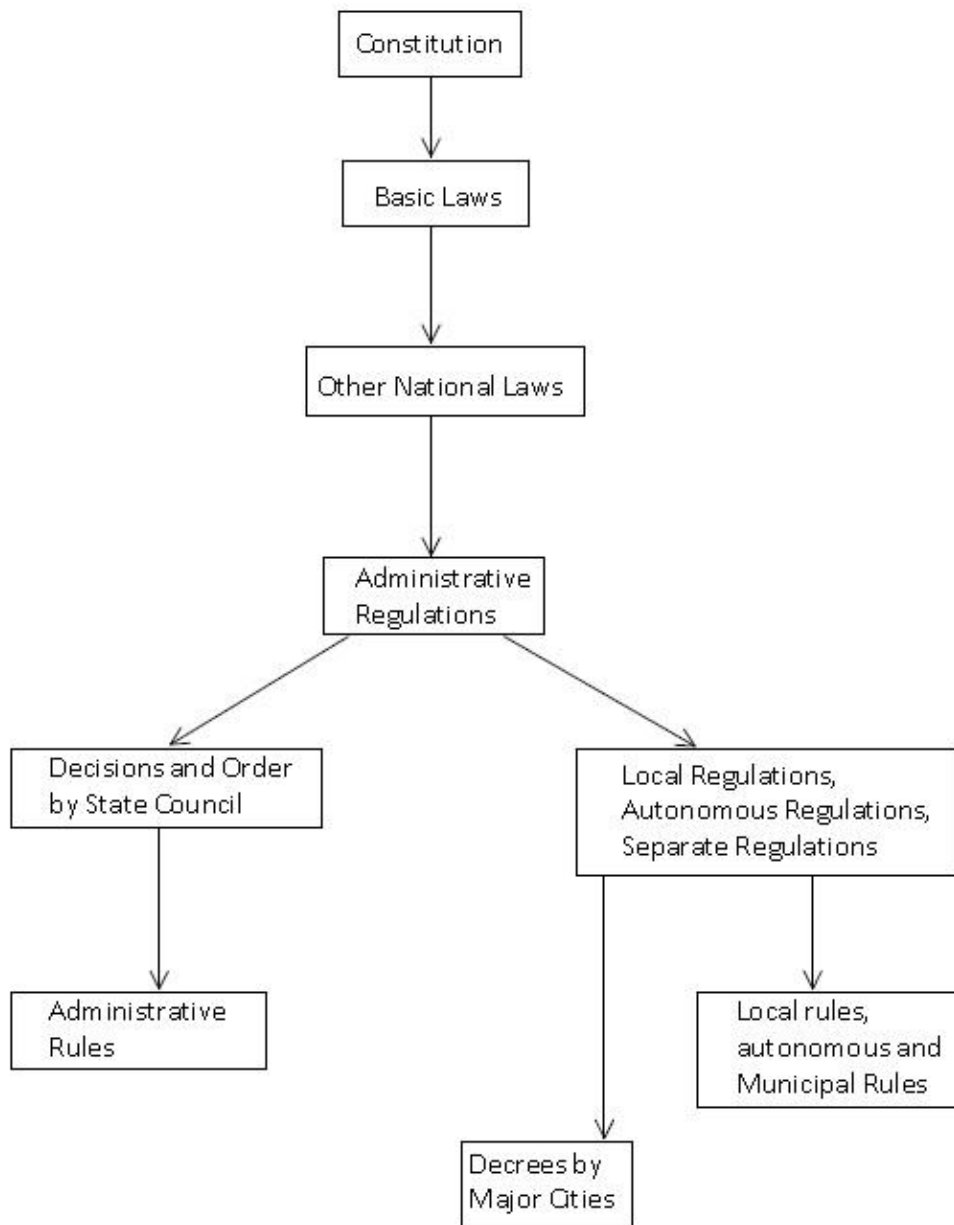 Constitution
Basic Laws
Other National Laws
Administrative
Regulations
Decisions and Order
by State Council
Local Regulations,
Autonomous Regulations,
Separate Regulations
Administrative
Rules
Local rules,
autonomous and
Municipal Rules
Decrees by
Major Cities